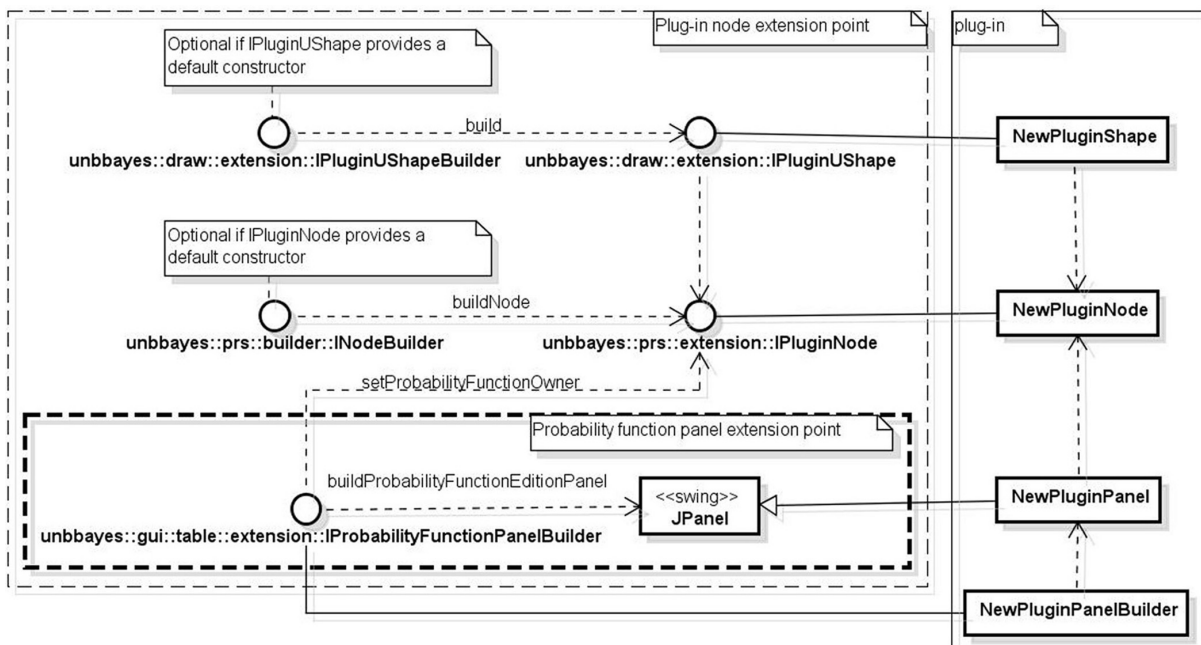 Plug-in node extension point
plug-in
Optional if IPluginUShape provides a
default constructor
build
NewPluginShape
unbbayes::draw::extension::IPluginUShapeBuilder
unbbayes::draw::extension::IPluginUShape
Optional if IPluginNode provides a
default constructor
buildNode
NewPluginNode
unbbayes::prs::builder::INodeBuilder
unbbayes::prs::extension::IPluginNode
setProbabilityFunctionOwner
Probability function panel extension point
buildProbabilityFunctionEditionPanel
<<swing>>
JPanel
NewPluginPanel
unbbayes::gui::table::extension::IProbabilityFunctionPanelBuilder
NewPluginPanelBuilder